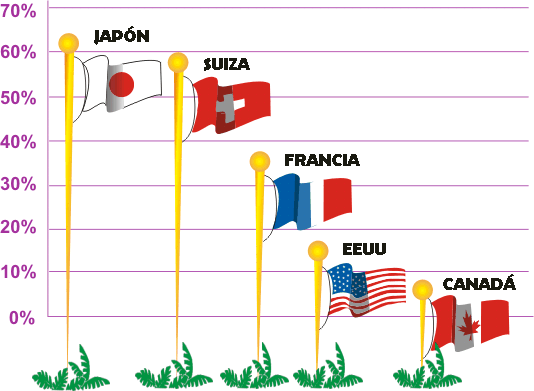 70%
JAPÓN
60%
SUIZA
50%
40%
FRANCIA
30%
20%
EEUU
10%
CANADÁ
0%